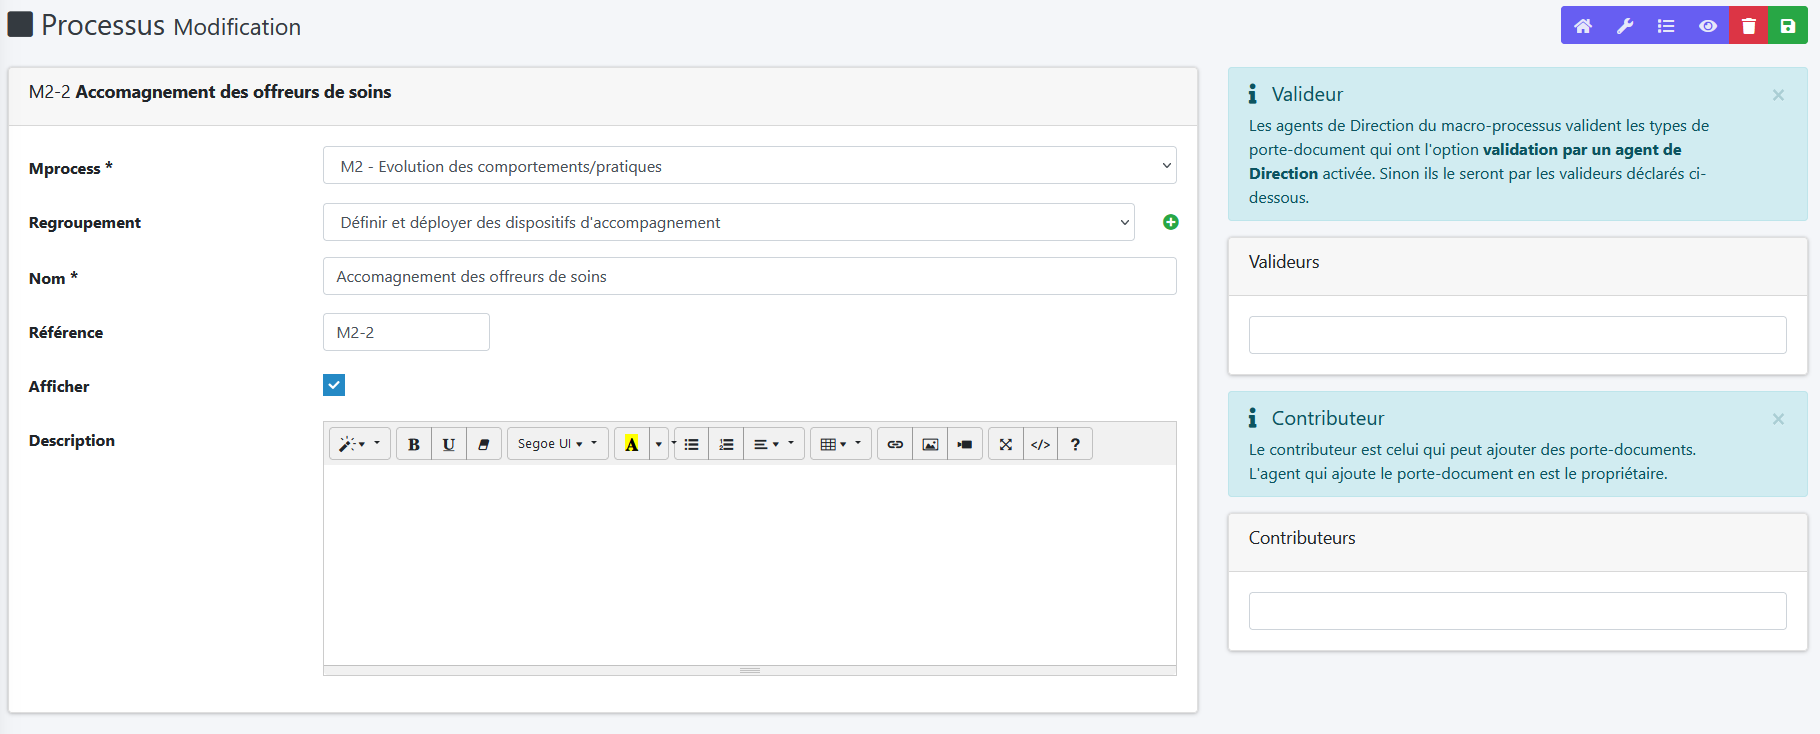 Processus Modification
M2-2 Accomagnement des offreurs de soins
Mprocess *
M2 - Evolution des comportements/pratiques
Regroupement
Définir et déployer des dispositifs d'accompagnement
Nom *
Accomagnement des offreurs de soins
Référence
M2-2
Afficher
Description
B U Segoe UI A </> ?
Valideur ×
Les agents de Direction du macro-processus valident les types de
porte-document qui ont l'option validation par un agent de
Direction activée. Sinon ils le seront par les valideurs déclarés ci-
dessous.
Valideurs
Contributeur ×
Le contributeur est celui qui peut ajouter des porte-documents.
L'agent qui ajoute le porte-document en est le propriétaire.
Contributeurs